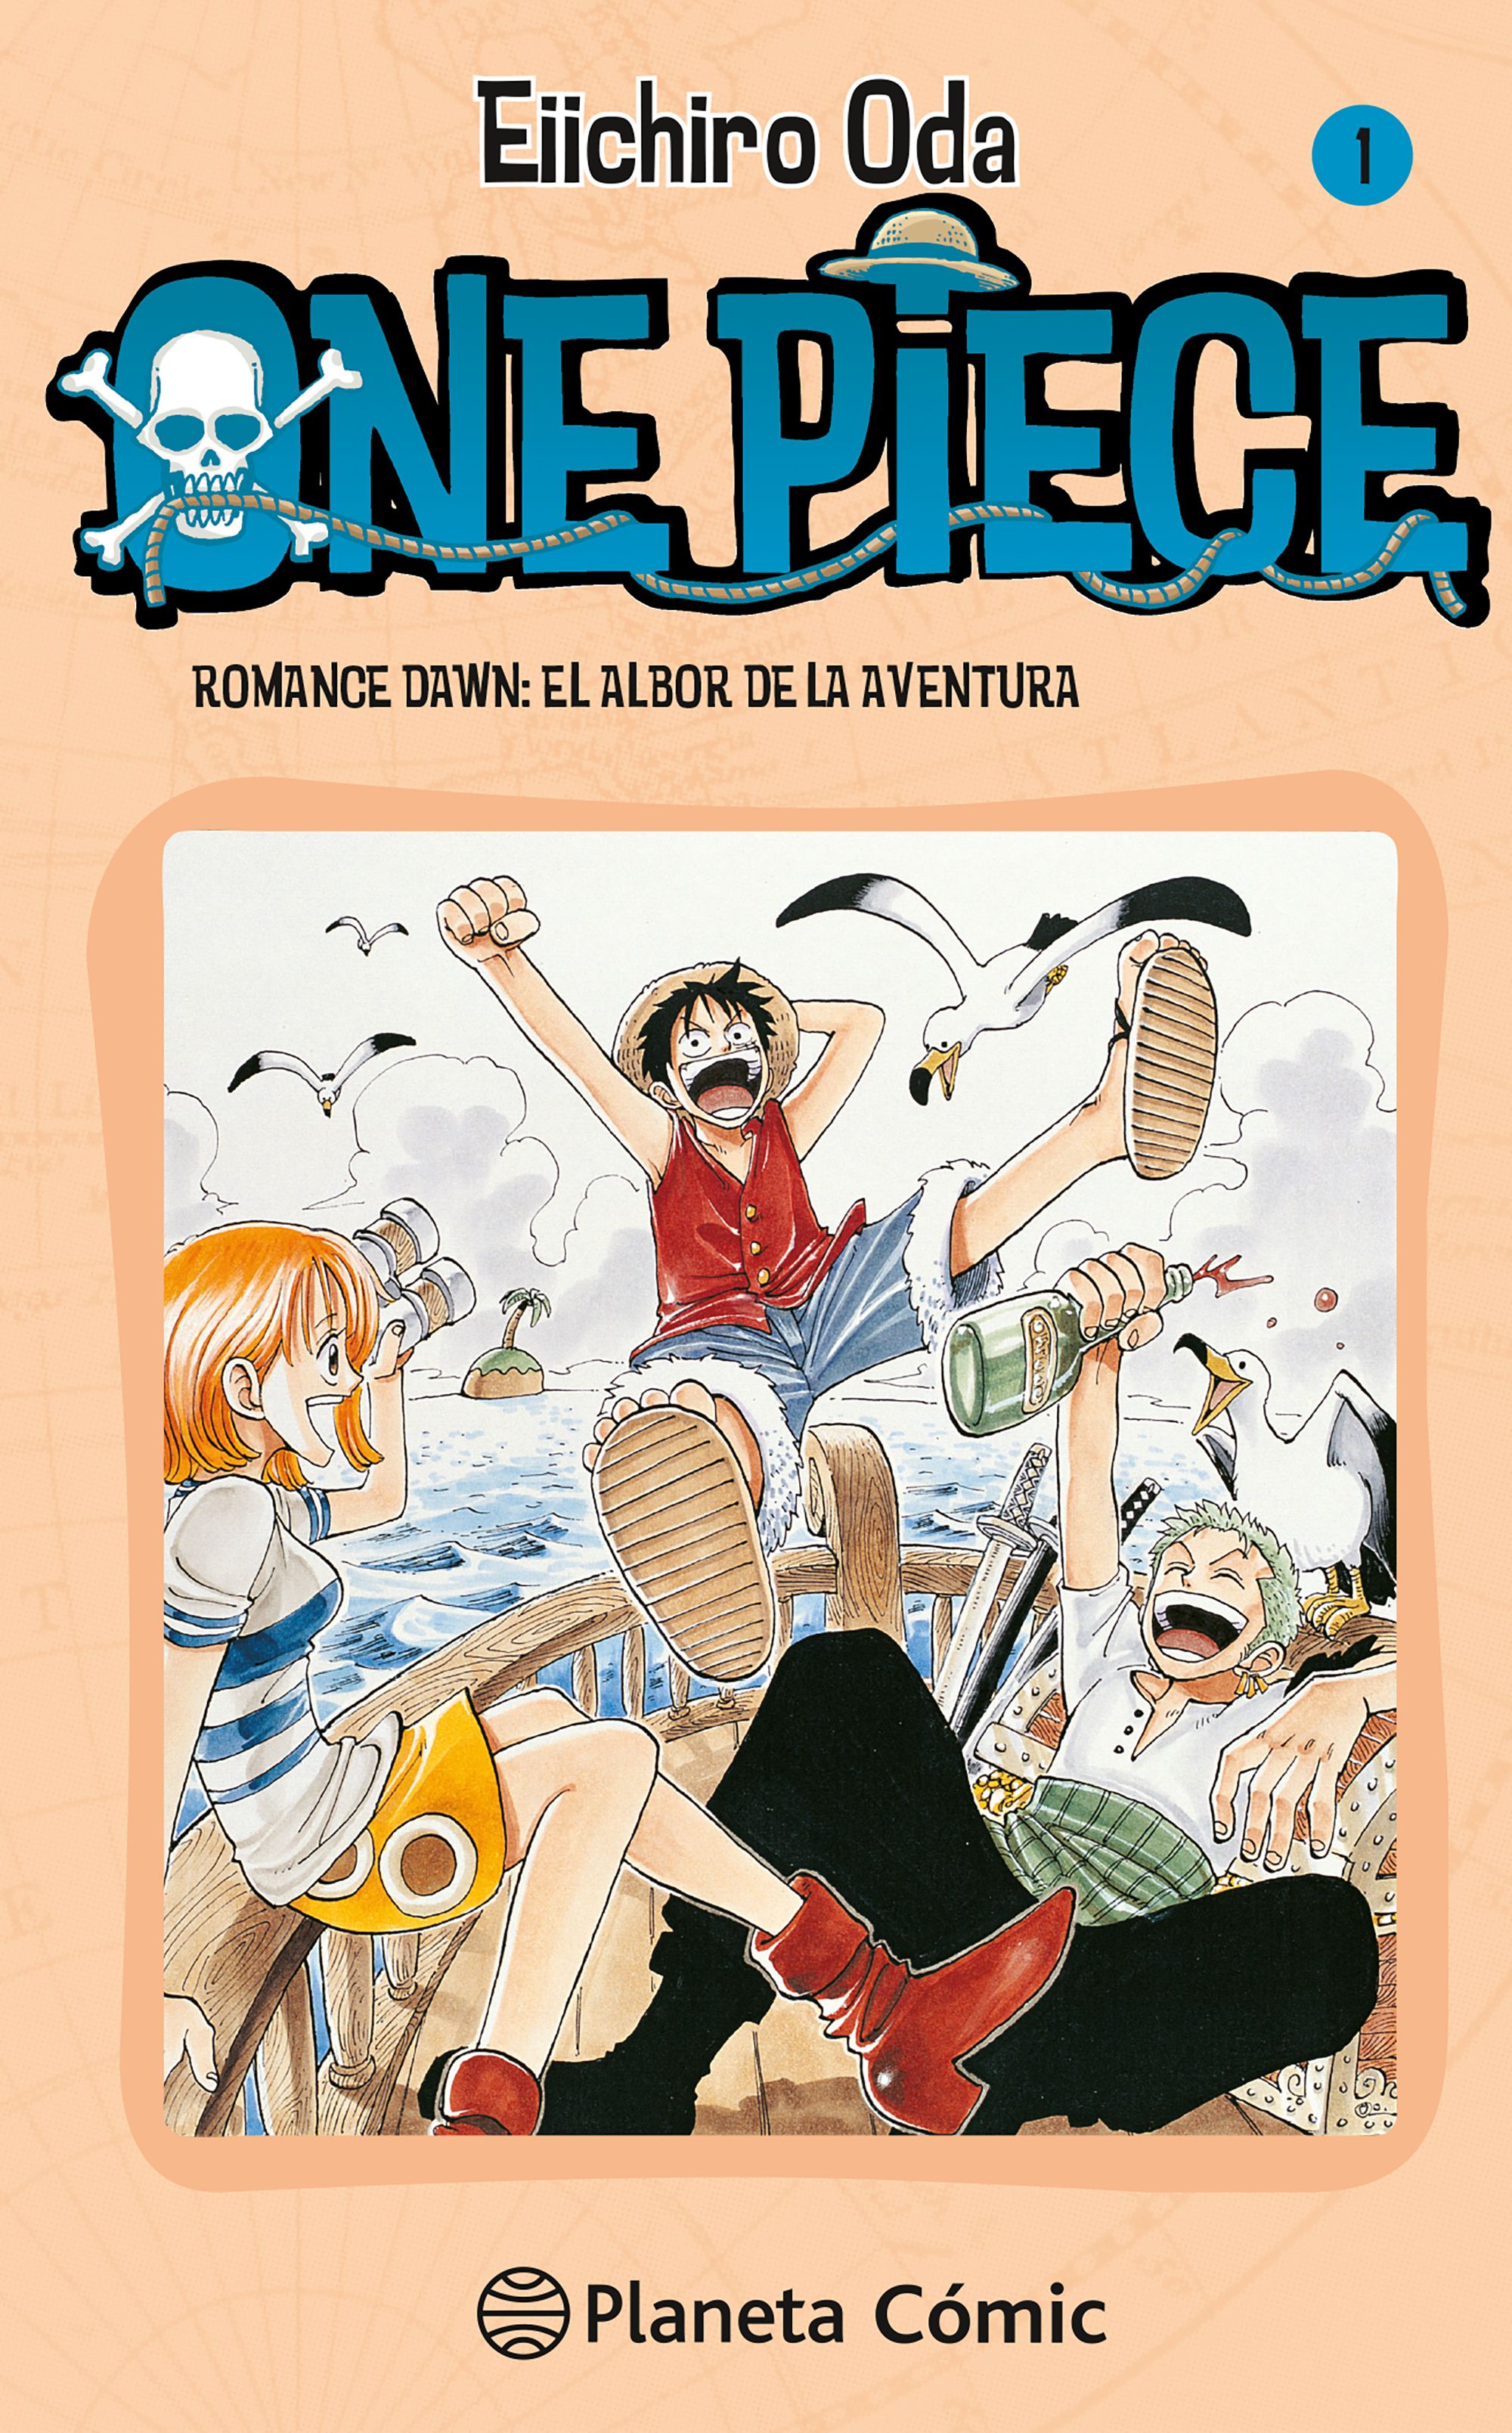 Eiichiro Oda
1
ONE PIECE
ROMANCE DAWN: EL ALBOR DE LA AVENTURA
Planeta Cómic